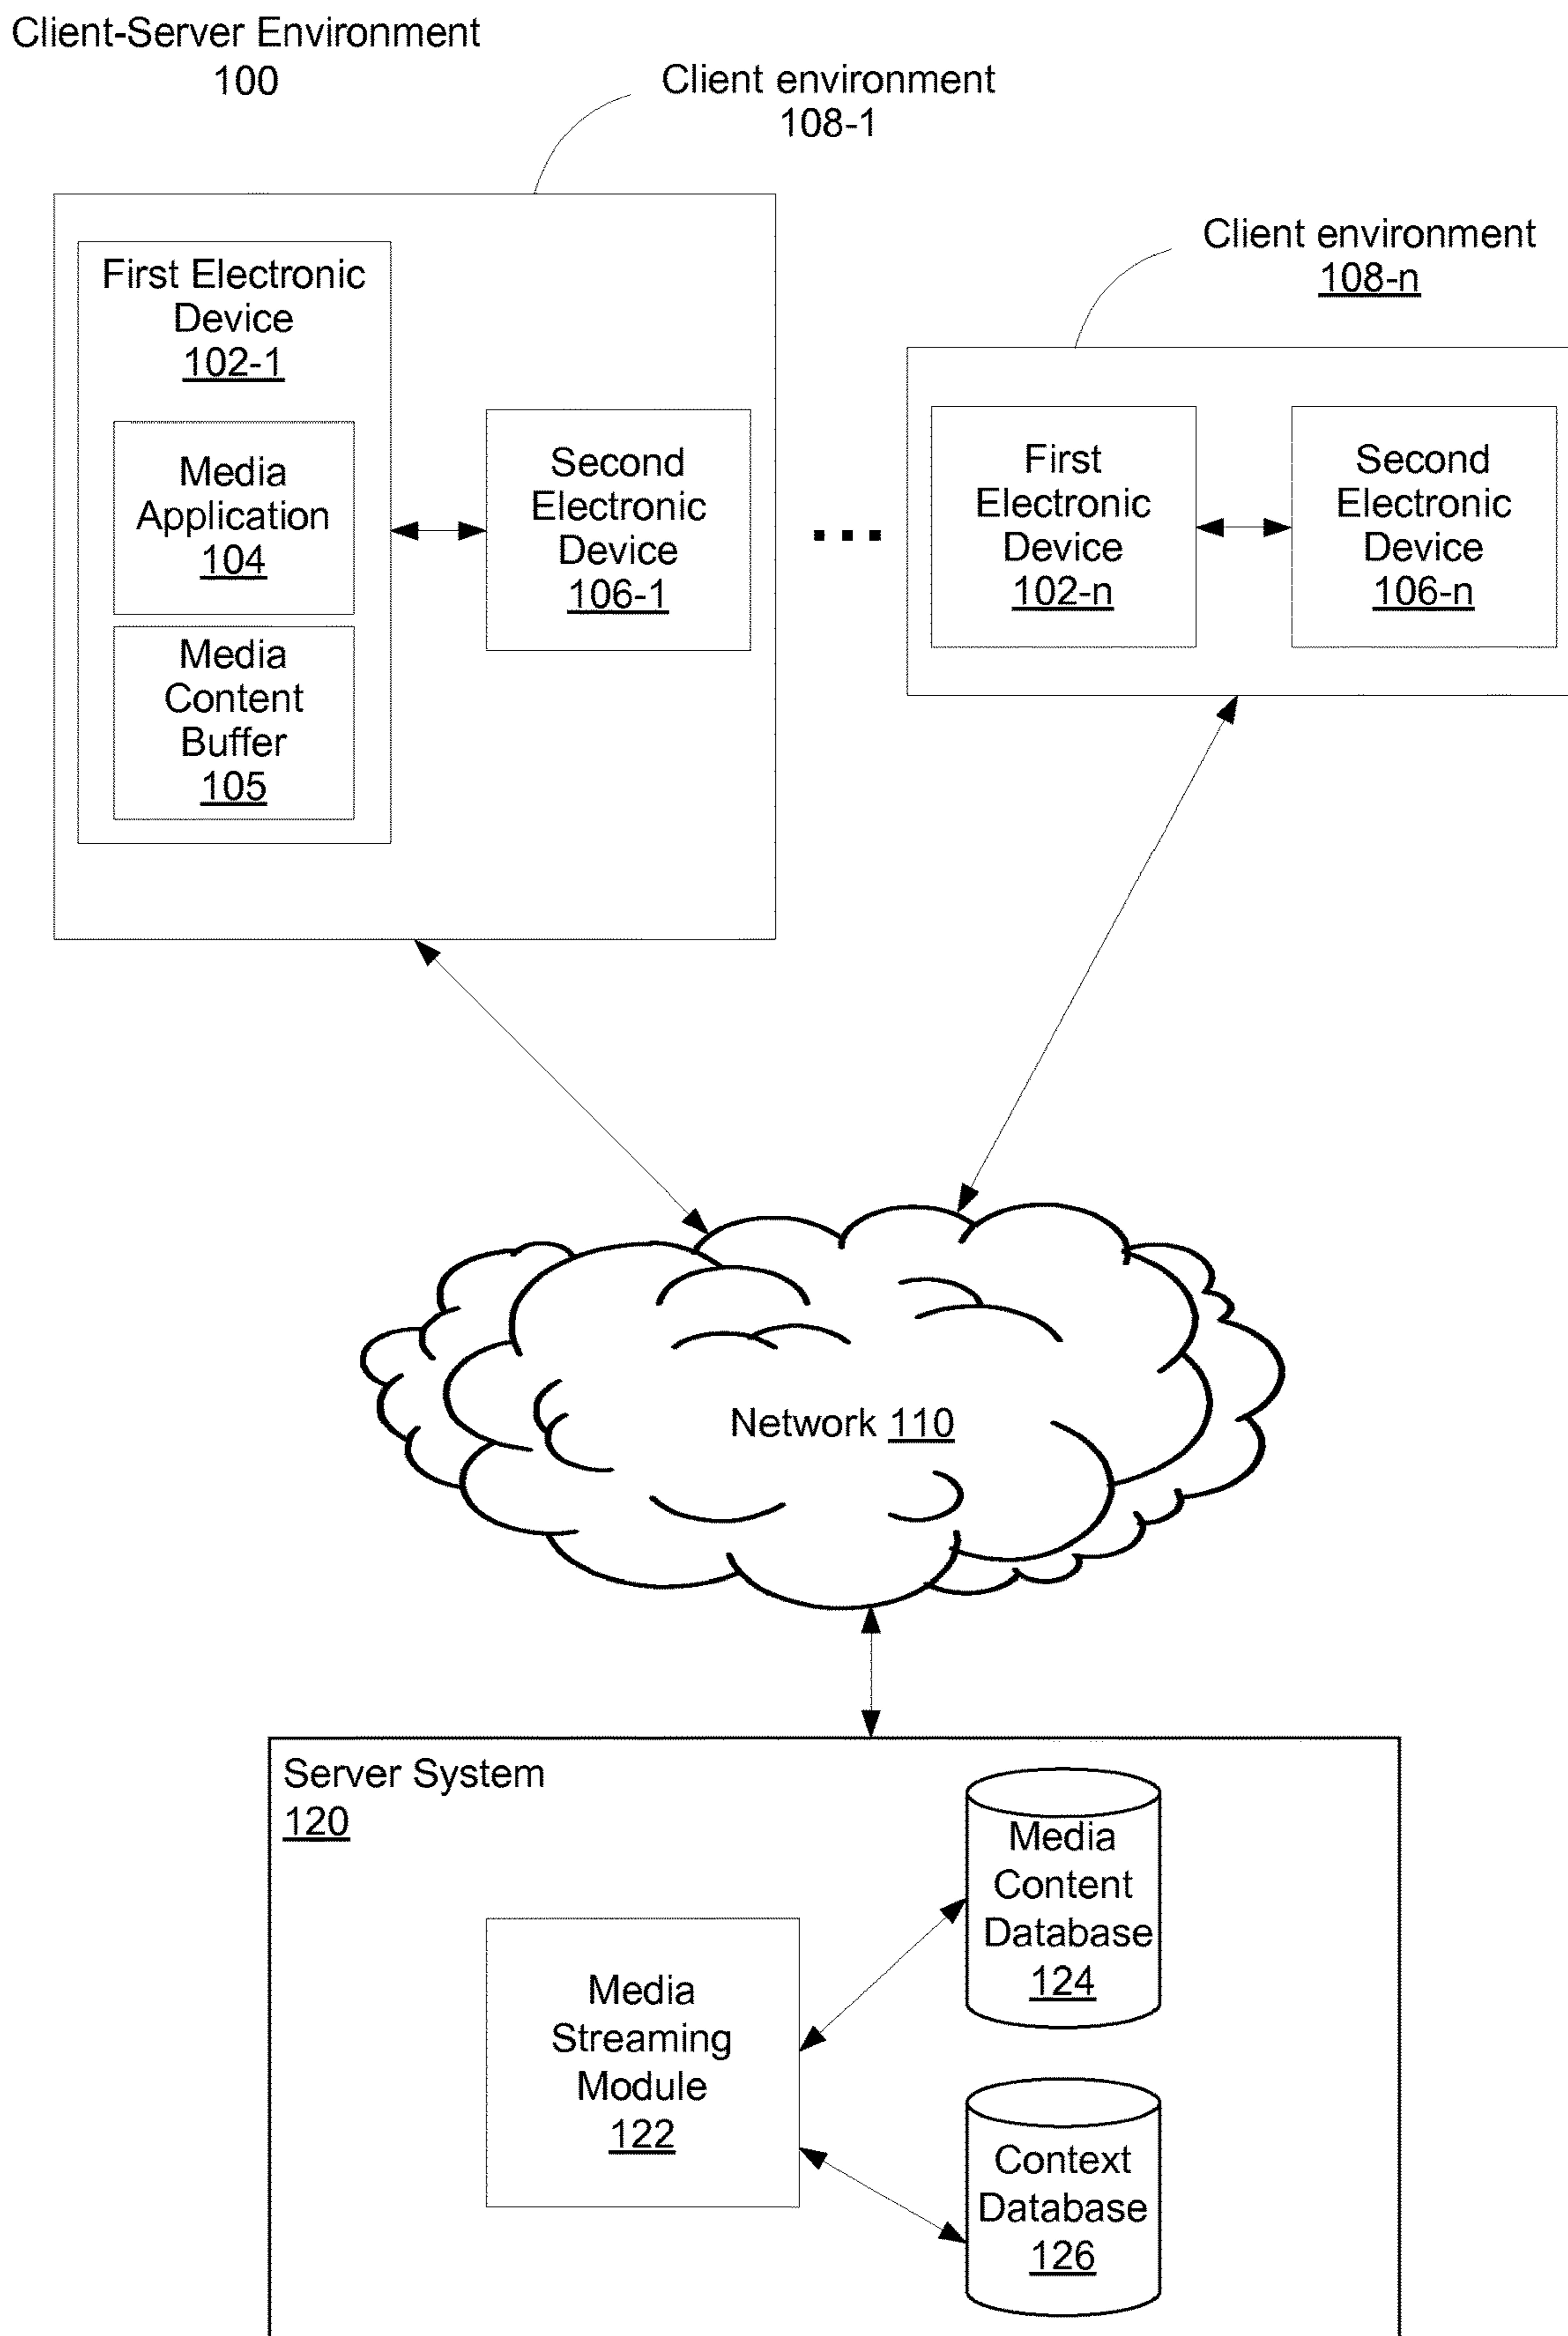 Client-Server Environment
100
Client environment
108-1
Client environment
108-n
First Electronic
Device
102-1
Media
Application
104
Media
Content
Buffer
105
Second
Electronic
Device
106-1
...
First
Electronic
Device
102-n
Second
Electronic
Device
106-n
Network 110
Server System
120
Media
Streaming
Module
122
Media
Content
Database
124
Context
Database
126